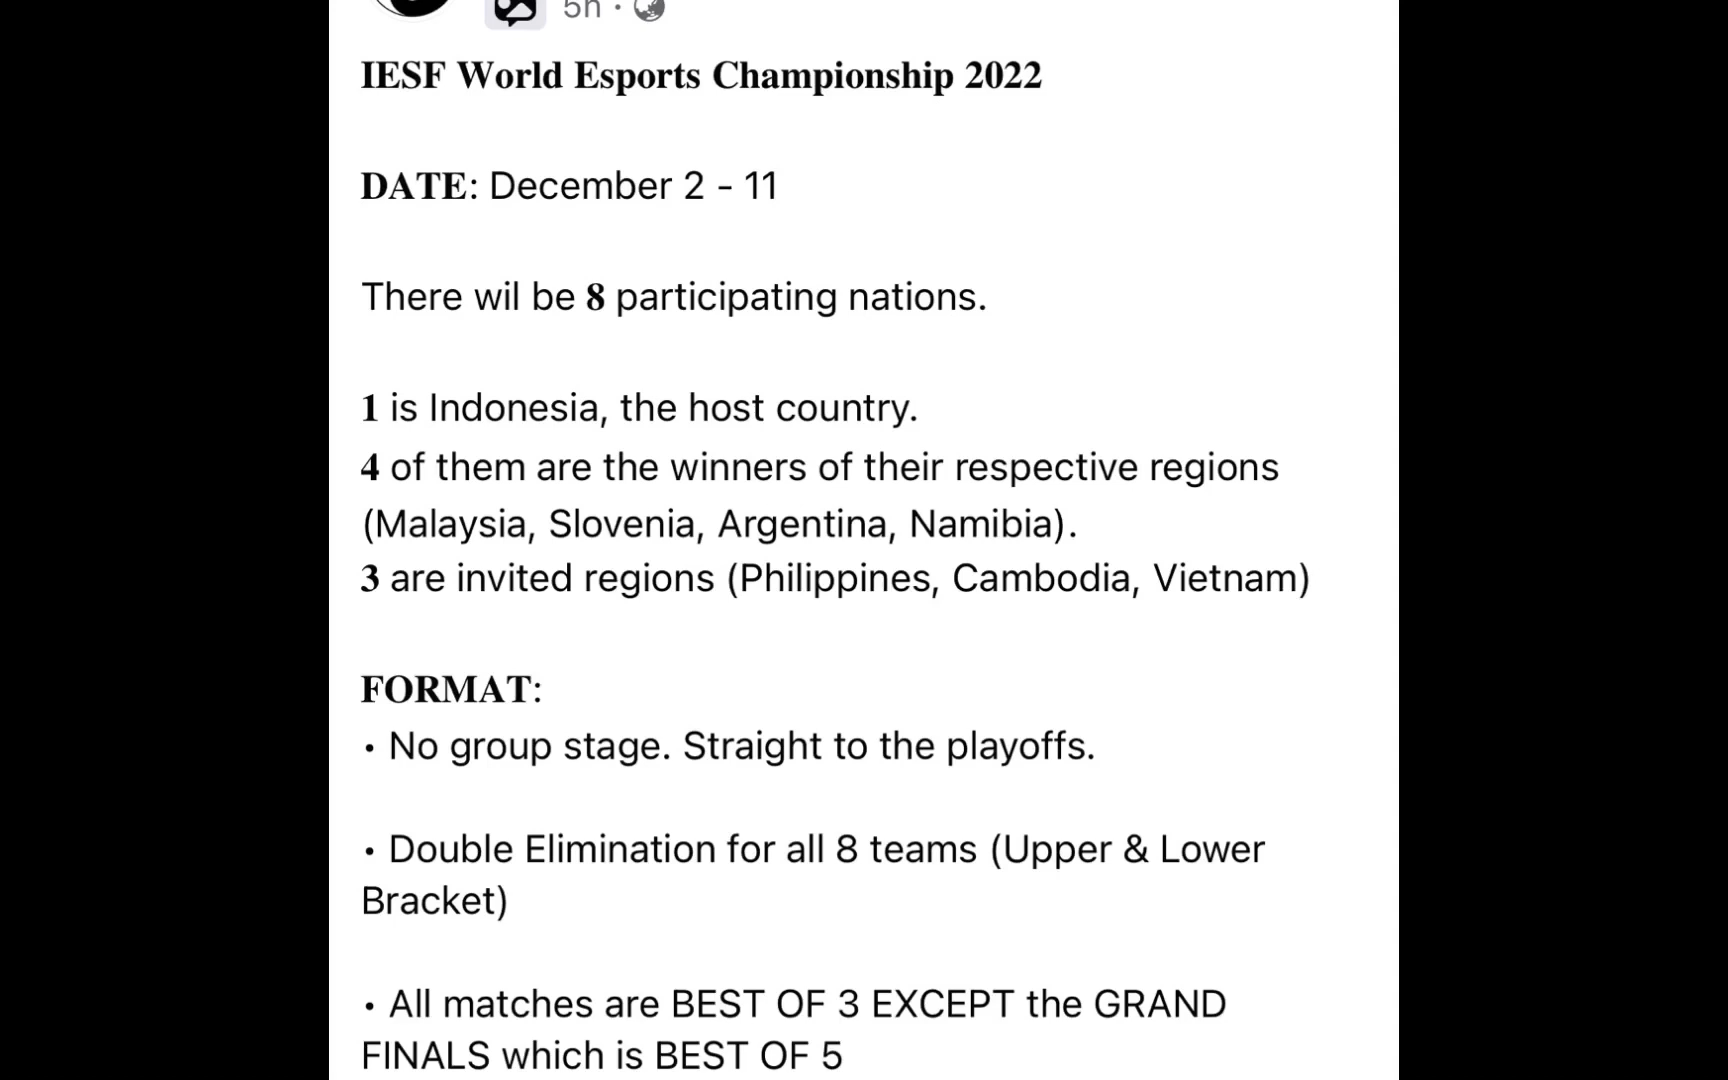 5h ·
IESF World Esports Championship 2022
DATE: December 2 - 11
There wil be 8 participating nations.
1 is Indonesia, the host country.
4 of them are the winners of their respective regions
(Malaysia, Slovenia, Argentina, Namibia).
3 are invited regions (Philippines, Cambodia, Vietnam)
FORMAT:
• No group stage. Straight to the playoffs.
• Double Elimination for all 8 teams (Upper & Lower
Bracket)
• All matches are BEST OF 3 EXCEPT the GRAND
FINALS which is BEST OF 5